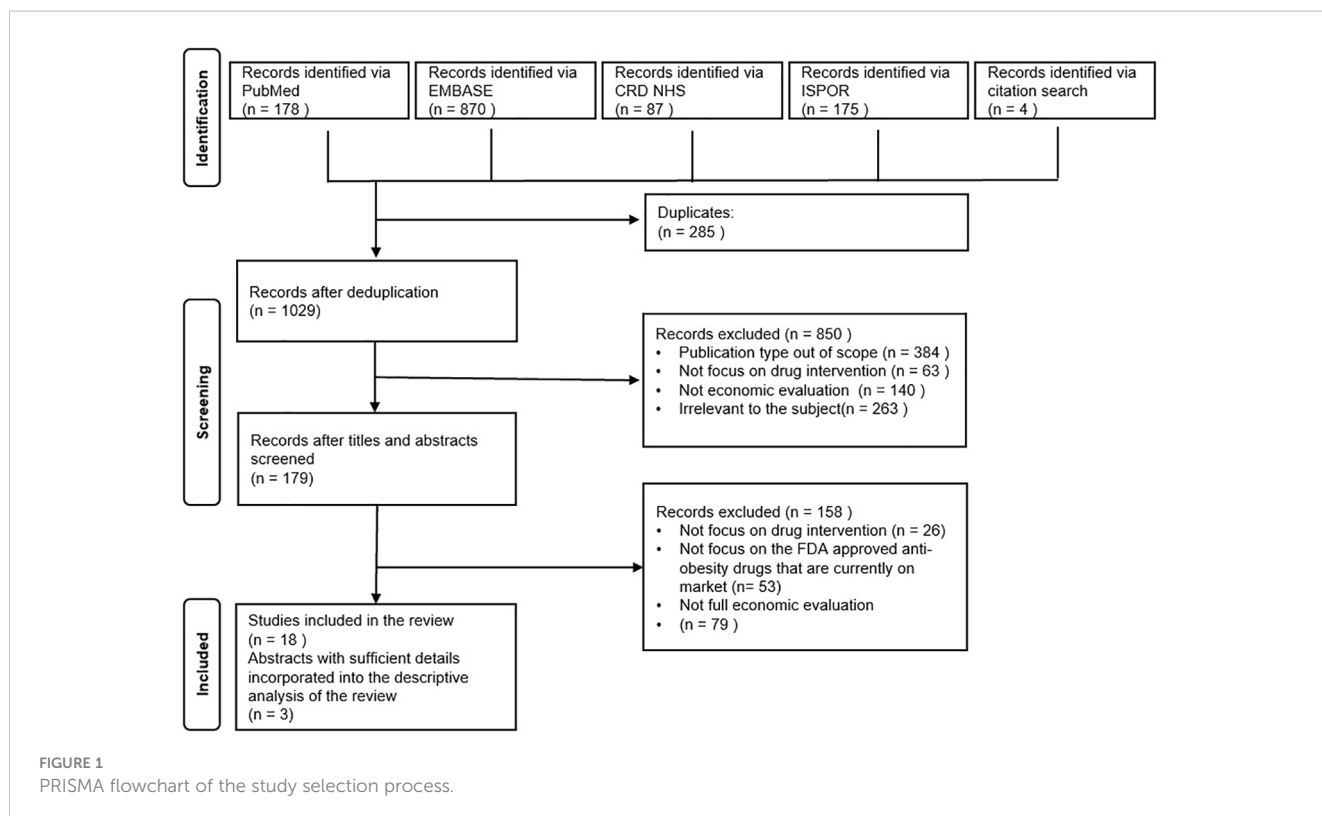 Identification
Records identified via
PubMed
(n = 178 )
Records identified via
EMBASE
(n = 870 )
Records identified via
CRD NHS
(n = 87 )
Records identified via
ISPOR
(n = 175 )
Records identified via
citation search
(n = 4 )
Duplicates:
(n = 285 )
Screening
Records after deduplication
(n = 1029)
Records excluded (n = 850 )
• Publication type out of scope (n = 384 )
• Not focus on drug intervention (n = 63 )
• Not economic evaluation (n = 140 )
• Irrelevant to the subject(n = 263 )
Records after titles and abstracts
screened
(n = 179)
Records excluded (n = 158 )
• Not focus on drug intervention (n = 26)
• Not focus on the FDA approved anti-
obesity drugs that are currently on
market (n= 53)
• Not full economic evaluation
• (n = 79 )
Included
Studies included in the review
(n = 18 )
Abstracts with sufficient details
incorporated into the descriptive
analysis of the review
(n = 3)
FIGURE 1
PRISMA flowchart of the study selection process.